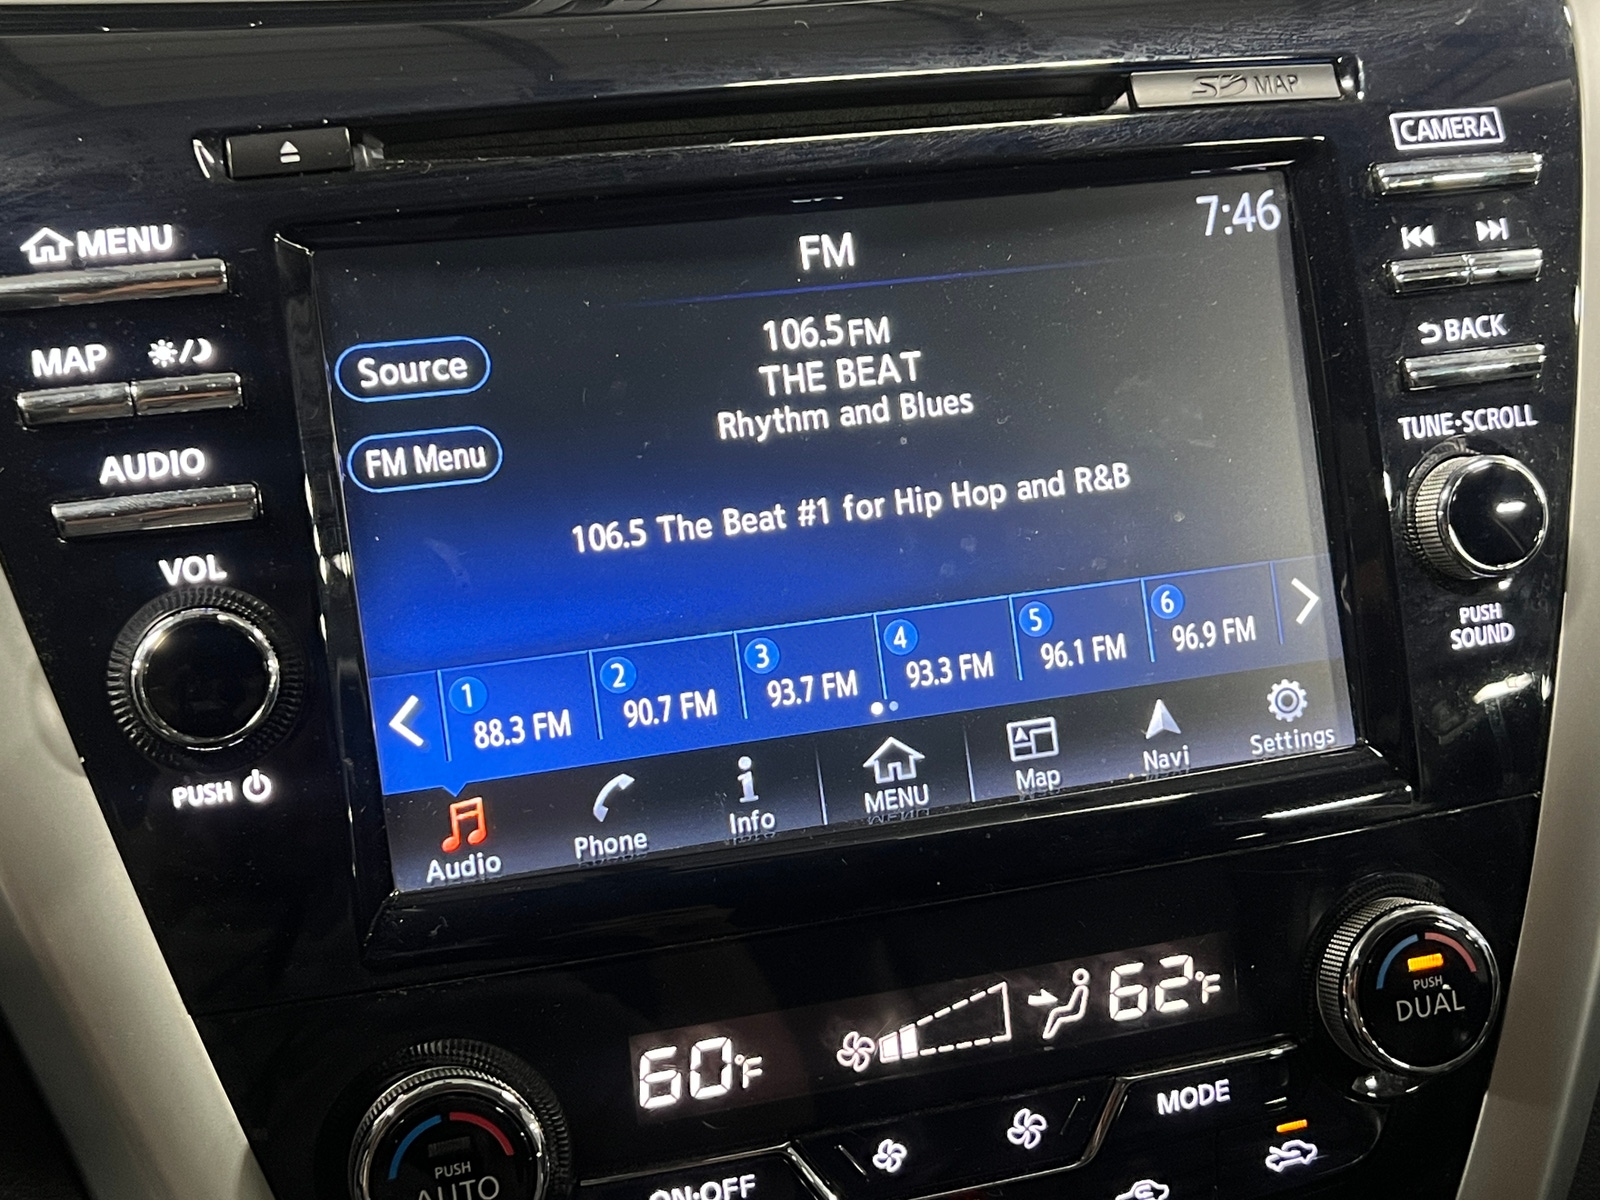 SD MAP
CAMERA
MENU
7:46
FM
106.5 FM
THE BEAT
Rhythm and Blues
Source
FM Menu
106.5 The Beat #1 for Hip Hop and R&B
MAP
AUDIO
VOL
PUSH
BACK
TUNE·SCROLL
PUSH
SOUND
1 88.3 FM
2 90.7 FM
3 93.7 FM
4 93.3 FM
5 96.1 FM
6 96.9 FM
Audio
Phone
Info
MENU
Map
Navi
Settings
60°F
62°F
PUSH
DUAL
MODE
PUSH
AUTO
ON·OFF